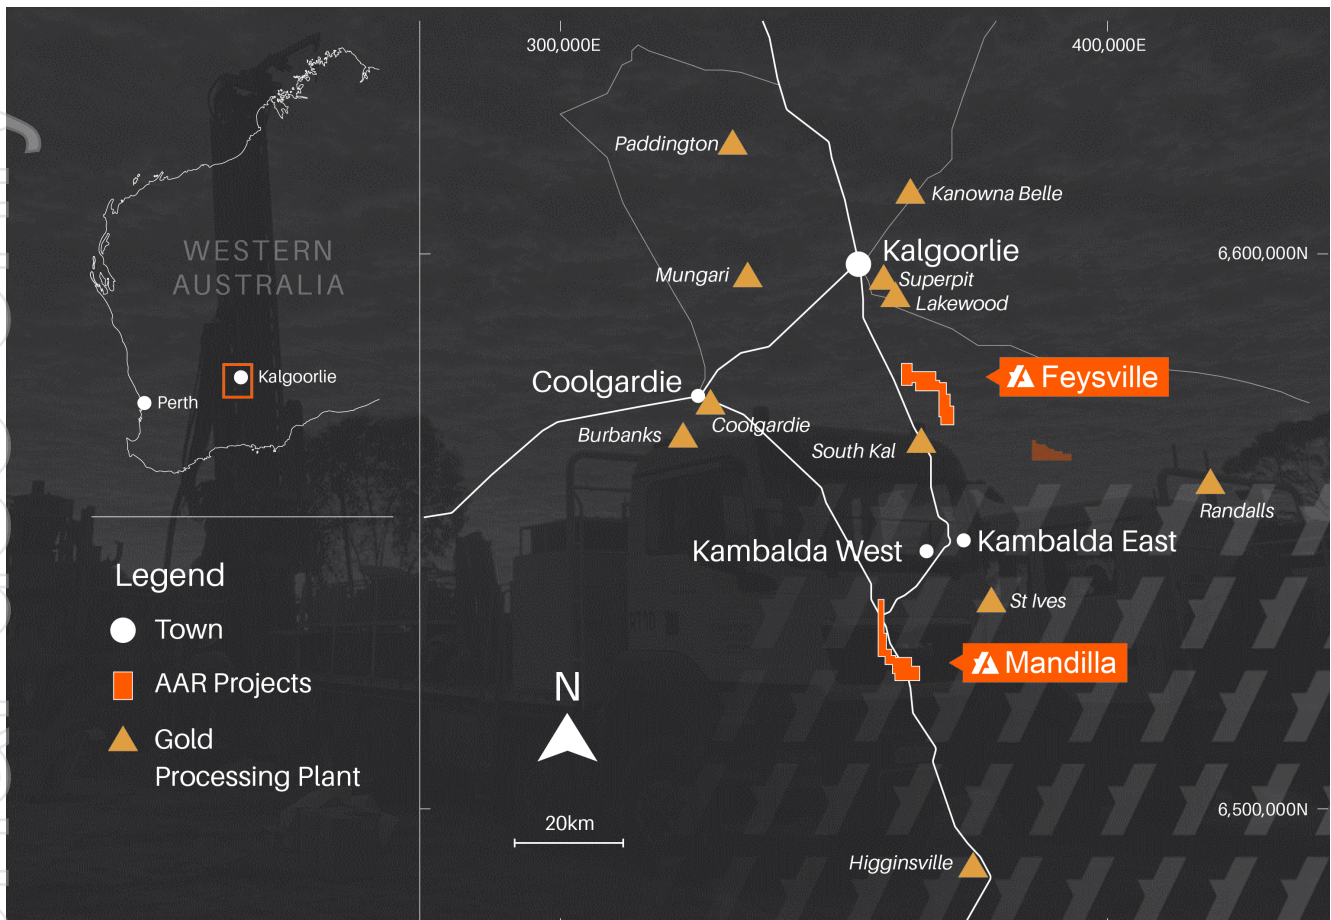 300,000E
400,000E
Paddington
Kanowna Belle
WESTERN
AUSTRALIA
Kalgoorlie
6,600,000N
Mungari
Superpit
Lakewood
Kalgoorlie
Perth
Coolgardie
Feysville
Coolgardie
Burbanks
South Kal
Randalls
Kambalda West
Kambalda East
St Ives
Mandilla
Legend
Town
AAR Projects
Gold
Processing Plant
N
20km
6,500,000N
Higginsville